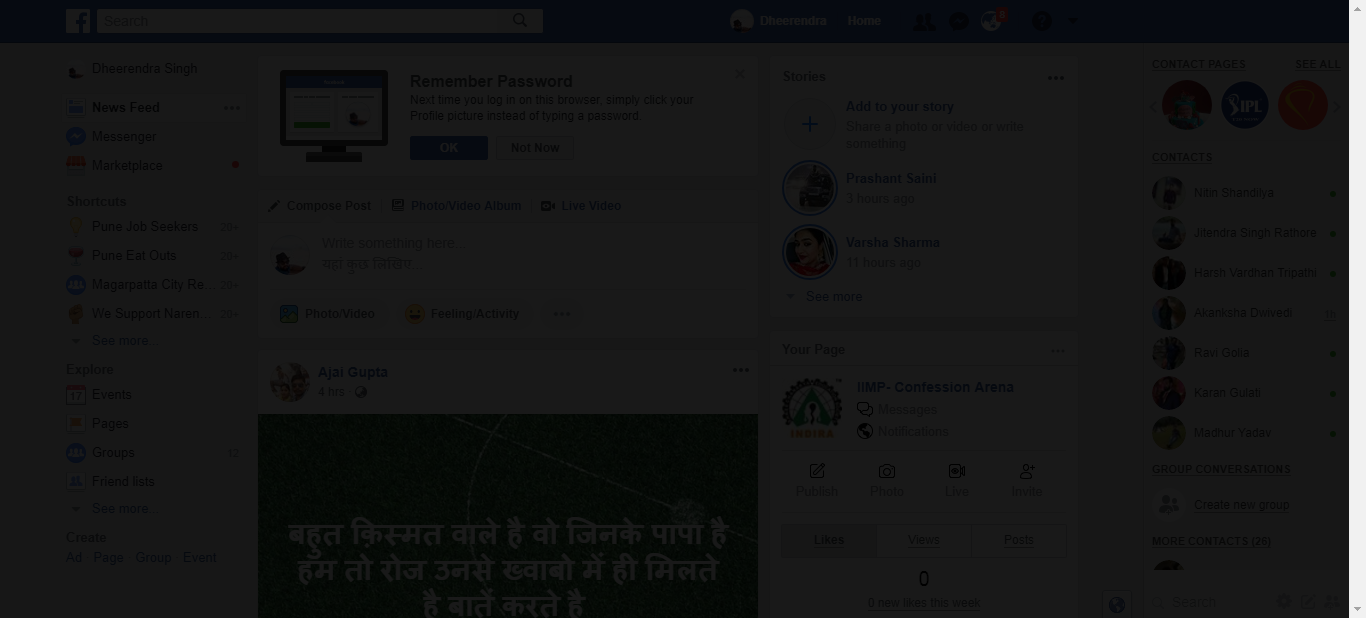 Search
Dheerendra
Home
Dheerendra Singh
News Feed
Messenger
Marketplace
Shortcuts
Pune Job Seekers 20+
Pune Eat Outs 20+
Magarpatta City Re... 20+
We Support Naren... 20+
See more...
Explore
Events
17
Pages
Groups 12
Friend lists
See more...
Create
Ad Page Group Event
Remember Password
Next time you log in on this browser, simply click your
Profile picture instead of typing a password.
OK Not Now
Compose Post Photo/Video Album Live Video
Write something here...
यहां कुछ लिखिए...
Photo/Video Feeling/Activity
Ajai Gupta
4 hrs
बहुत क़िस्मत वाले है वो जिनके पापा है
हम तो रोज उनसे ख्वाबो में ही मिलते
है बातें करते है
Stories
Add to your story
Share a photo or video or write
something
Prashant Saini
3 hours ago
Varsha Sharma
11 hours ago
See more
Your Page
IIMP- Confession Arena
Messages
Notifications
INDIRA
Publish Photo Live Invite
Likes Views Posts
0
0 new likes this week
CONTACT PAGES SEE ALL
IPL
CONTACTS
Nitin Shandilya
Jitendra Singh Rathore
Harsh Vardhan Tripathi
Akanksha Dwivedi 1h
Ravi Golia
Karan Gulati
Madhur Yadav
GROUP CONVERSATIONS
Create new group
MORE CONTACTS (26)
Search